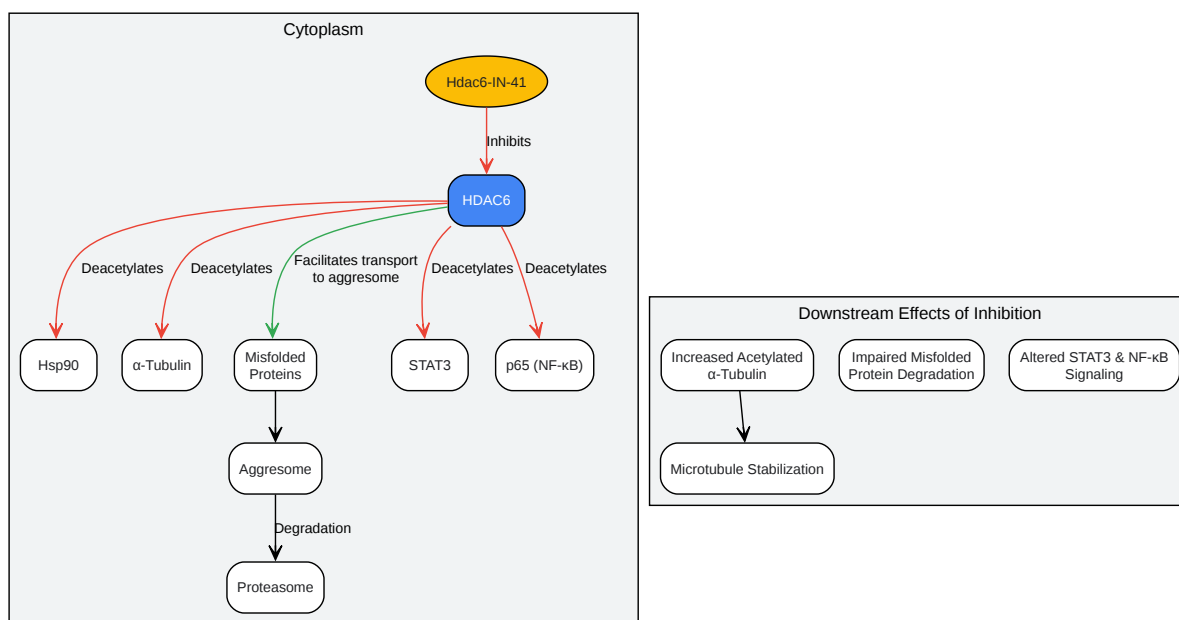 Cytoplasm
Hdac6-IN-41
Inhibits
HDAC6
Deacetylates
Deacetylates
Facilitates transport
to aggresome
Deacetylates
Deacetylates
Hsp90
α-Tubulin
Misfolded
Proteins
STAT3
p65 (NF-κB)
Aggresome
Degradation
Proteasome
Downstream Effects of Inhibition
Increased Acetylated
α-Tubulin
Impaired Misfolded
Protein Degradation
Altered STAT3 & NF-κB
Signaling
Microtubule Stabilization